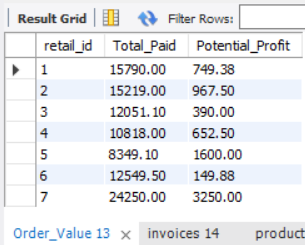 Result Grid Filter Rows:
retail_id Total_Paid Potential_Profit
1 15790.00 749.38
2 15219.00 967.50
3 12051.10 390.00
4 10818.00 652.50
5 8349.10 1600.00
6 12549.50 149.88
7 24250.00 3250.00
Order_Value 13 × invoices 14 product